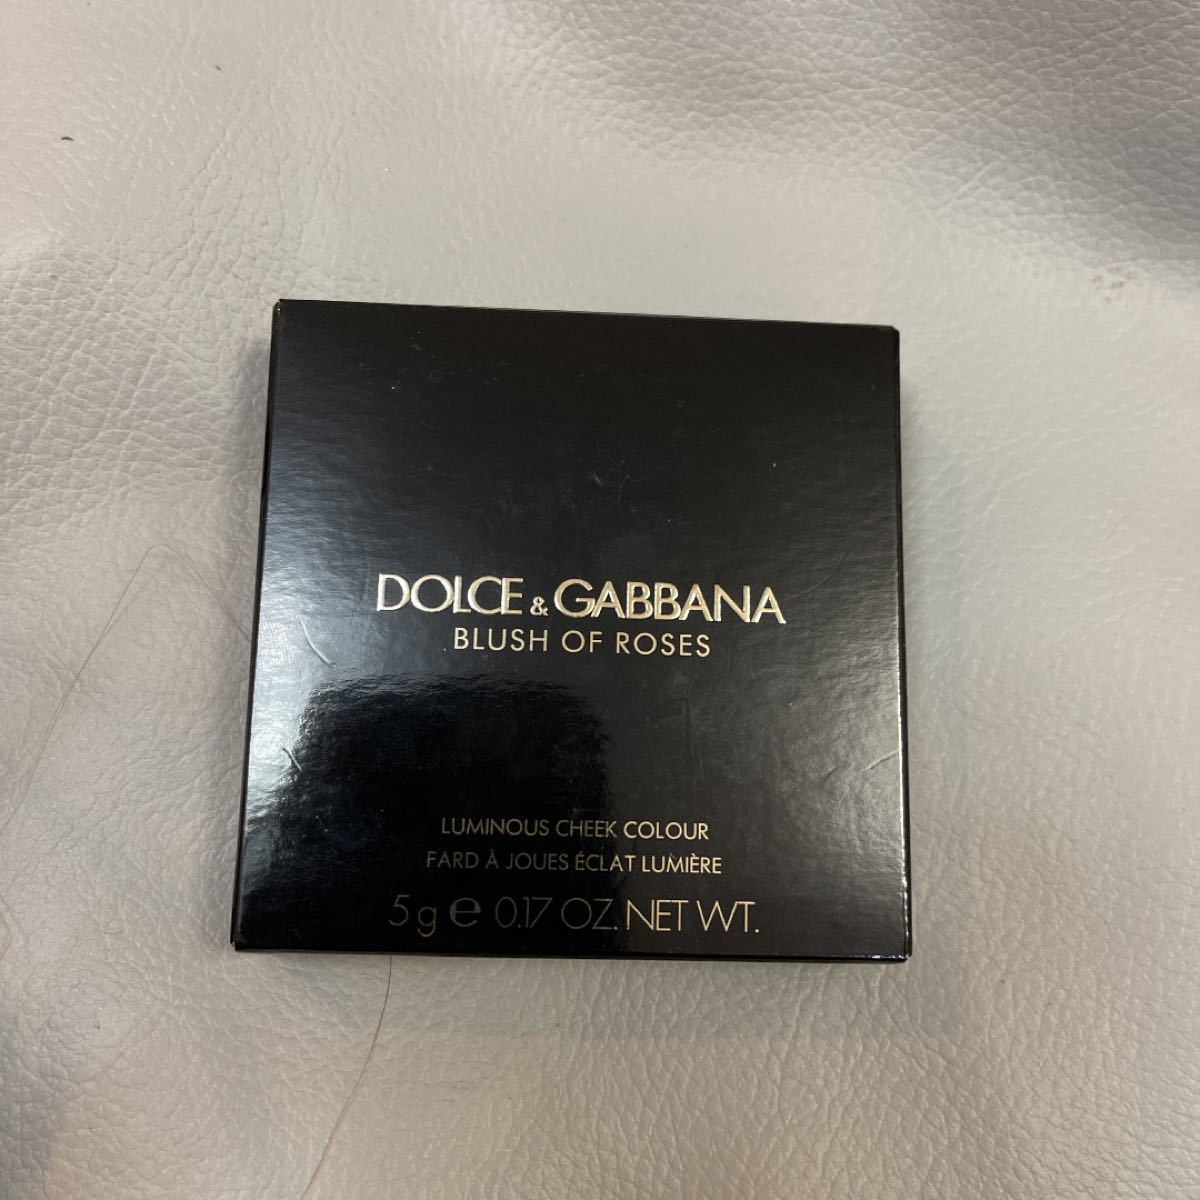 DOLCE & GABBANA
BLUSH OF ROSES
LUMINOUS CHEEK COLOUR
FARD À JOUES ÉCLAT LUMIÈRE
5 g ℮ 0.17 OZ. NET WT.